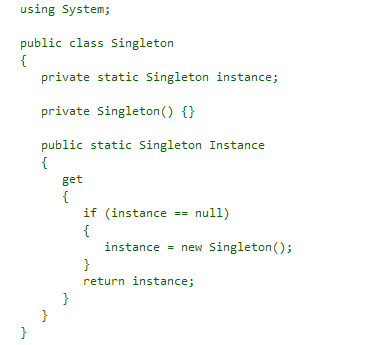 using System;
public class Singleton
{
private static Singleton instance;
private Singleton() {}
public static Singleton Instance
{
get
{
if (instance == null)
{
instance = new Singleton();
}
return instance;
}
}
}